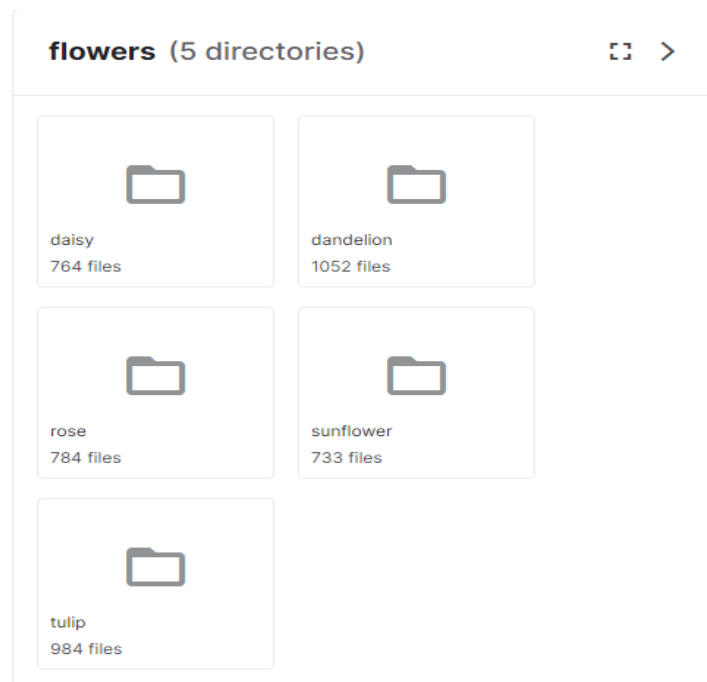 flowers (5 directories)
daisy
764 files
dandelion
1052 files
rose
784 files
sunflower
733 files
tulip
984 files